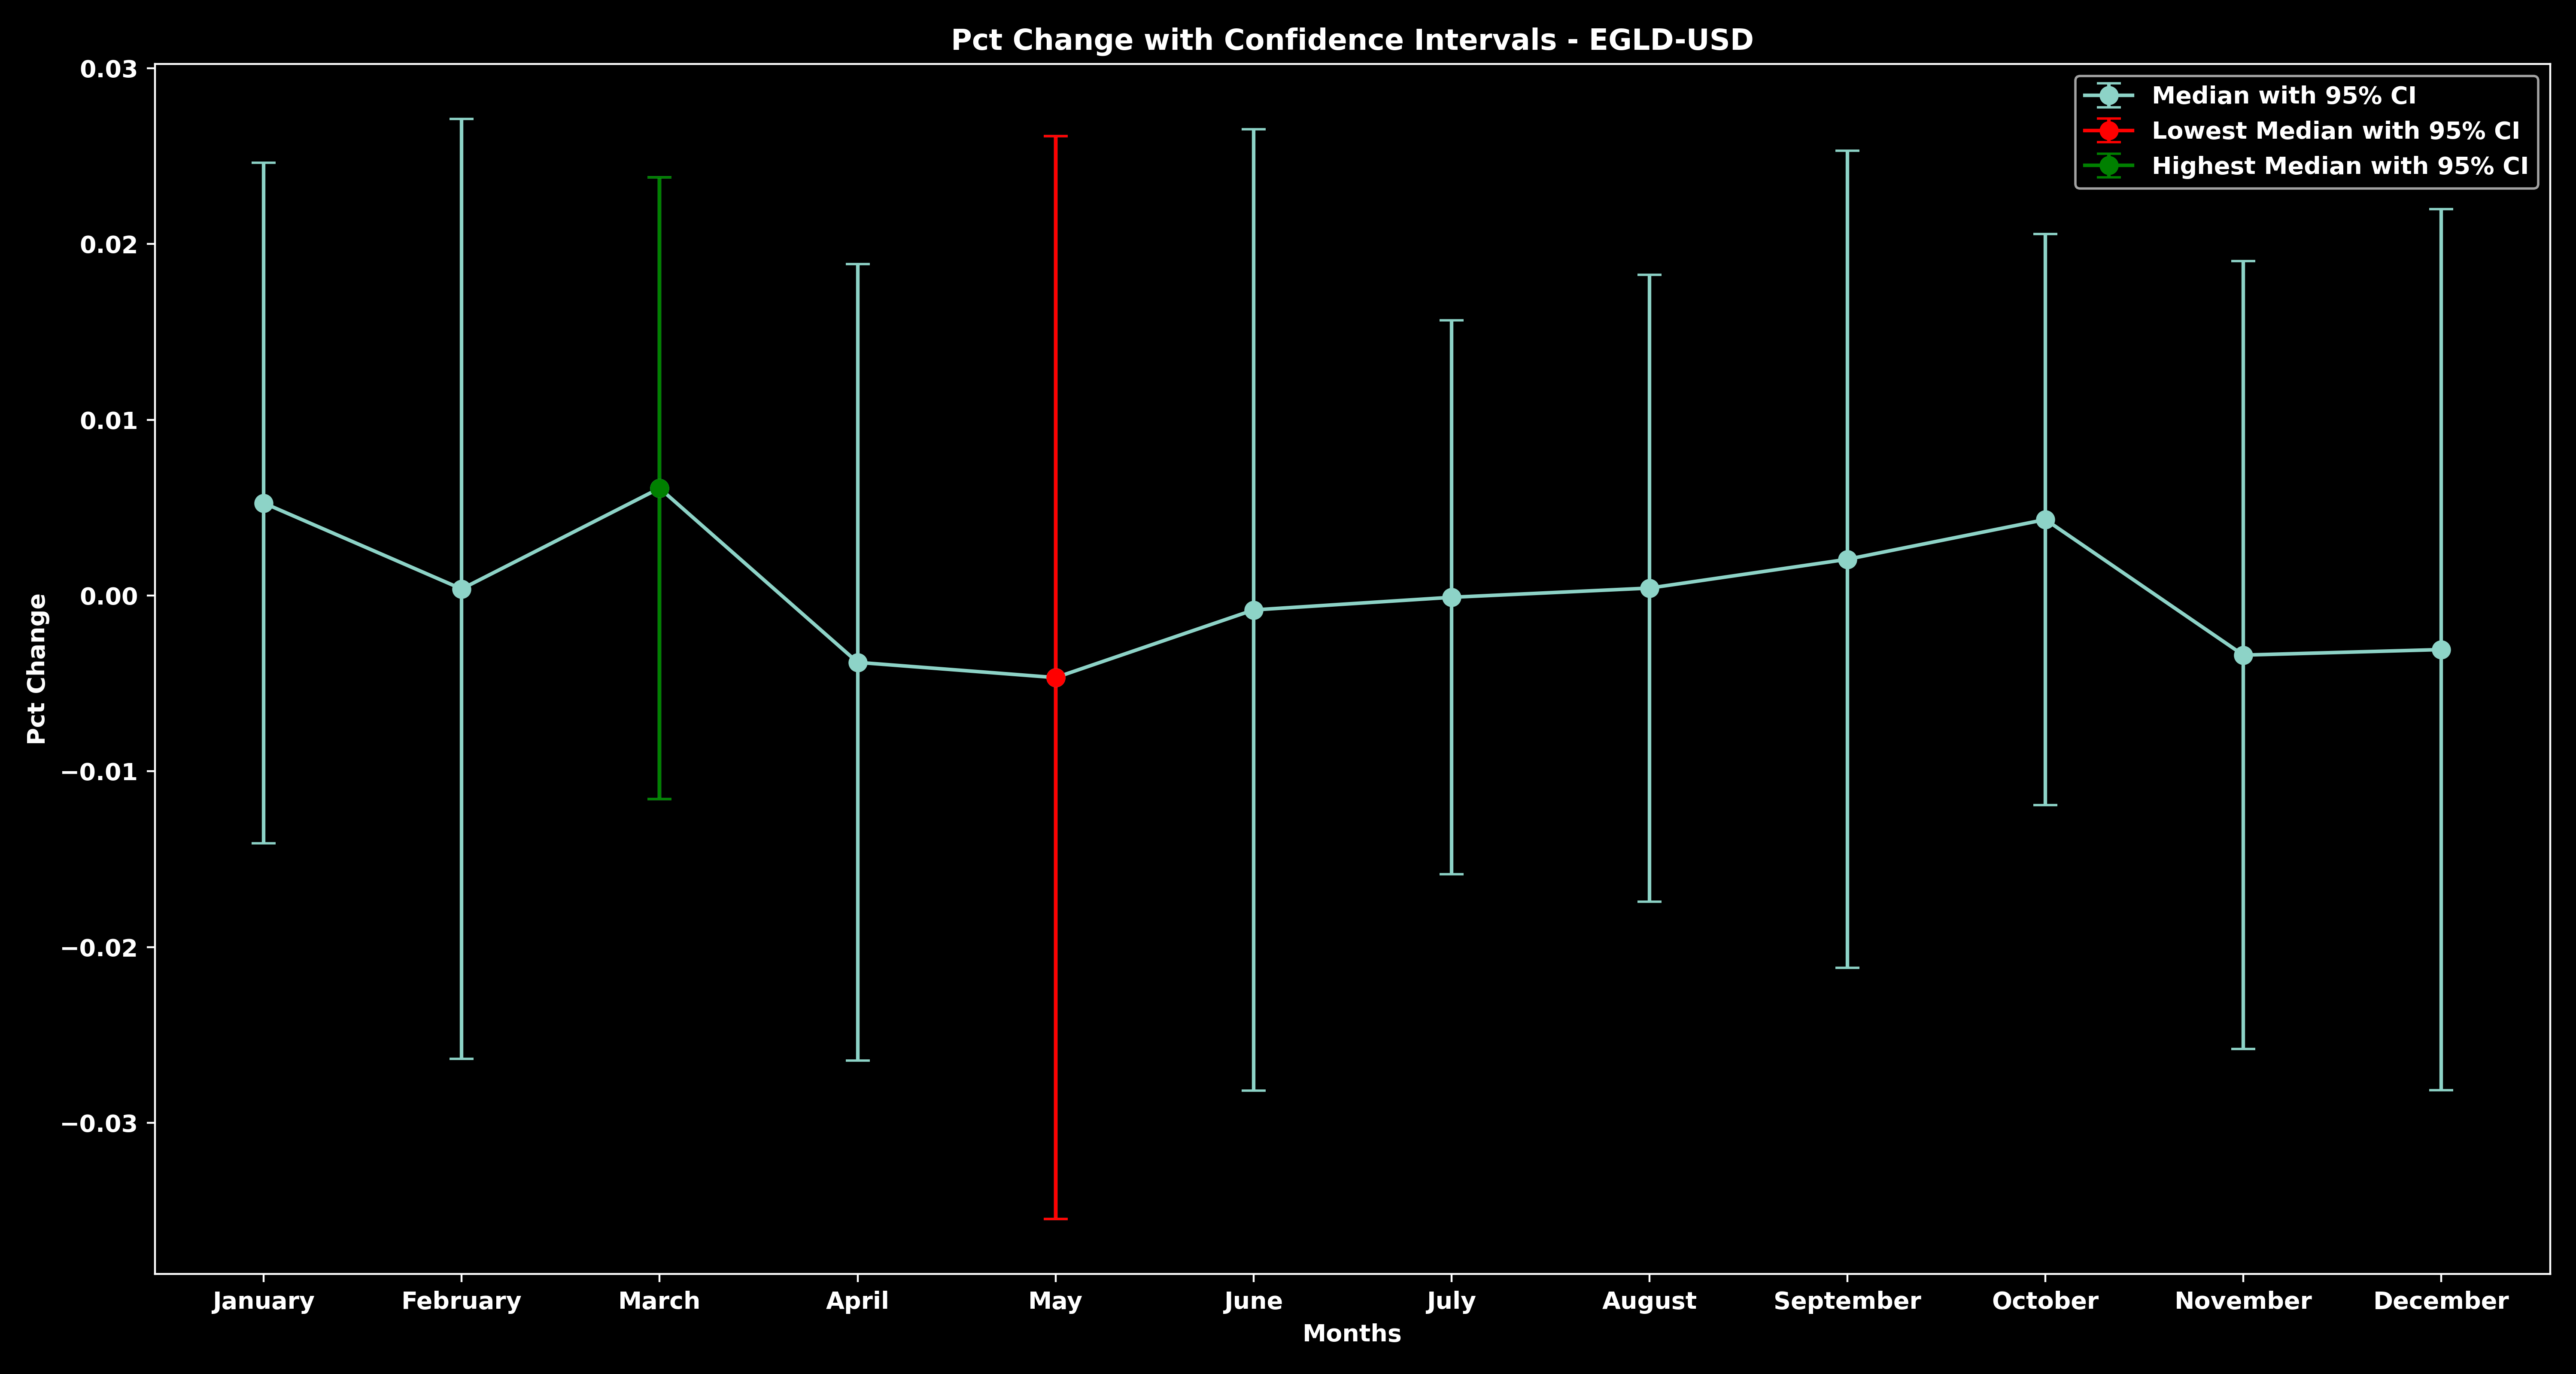 Pct Change with Confidence Intervals - EGLD-USD
Median with 95% CI
Lowest Median with 95% CI
Highest Median with 95% CI
0.03
0.02
0.01
0.00
−0.01
−0.02
−0.03
Pct Change
January February March April May June July August September October November December
Months